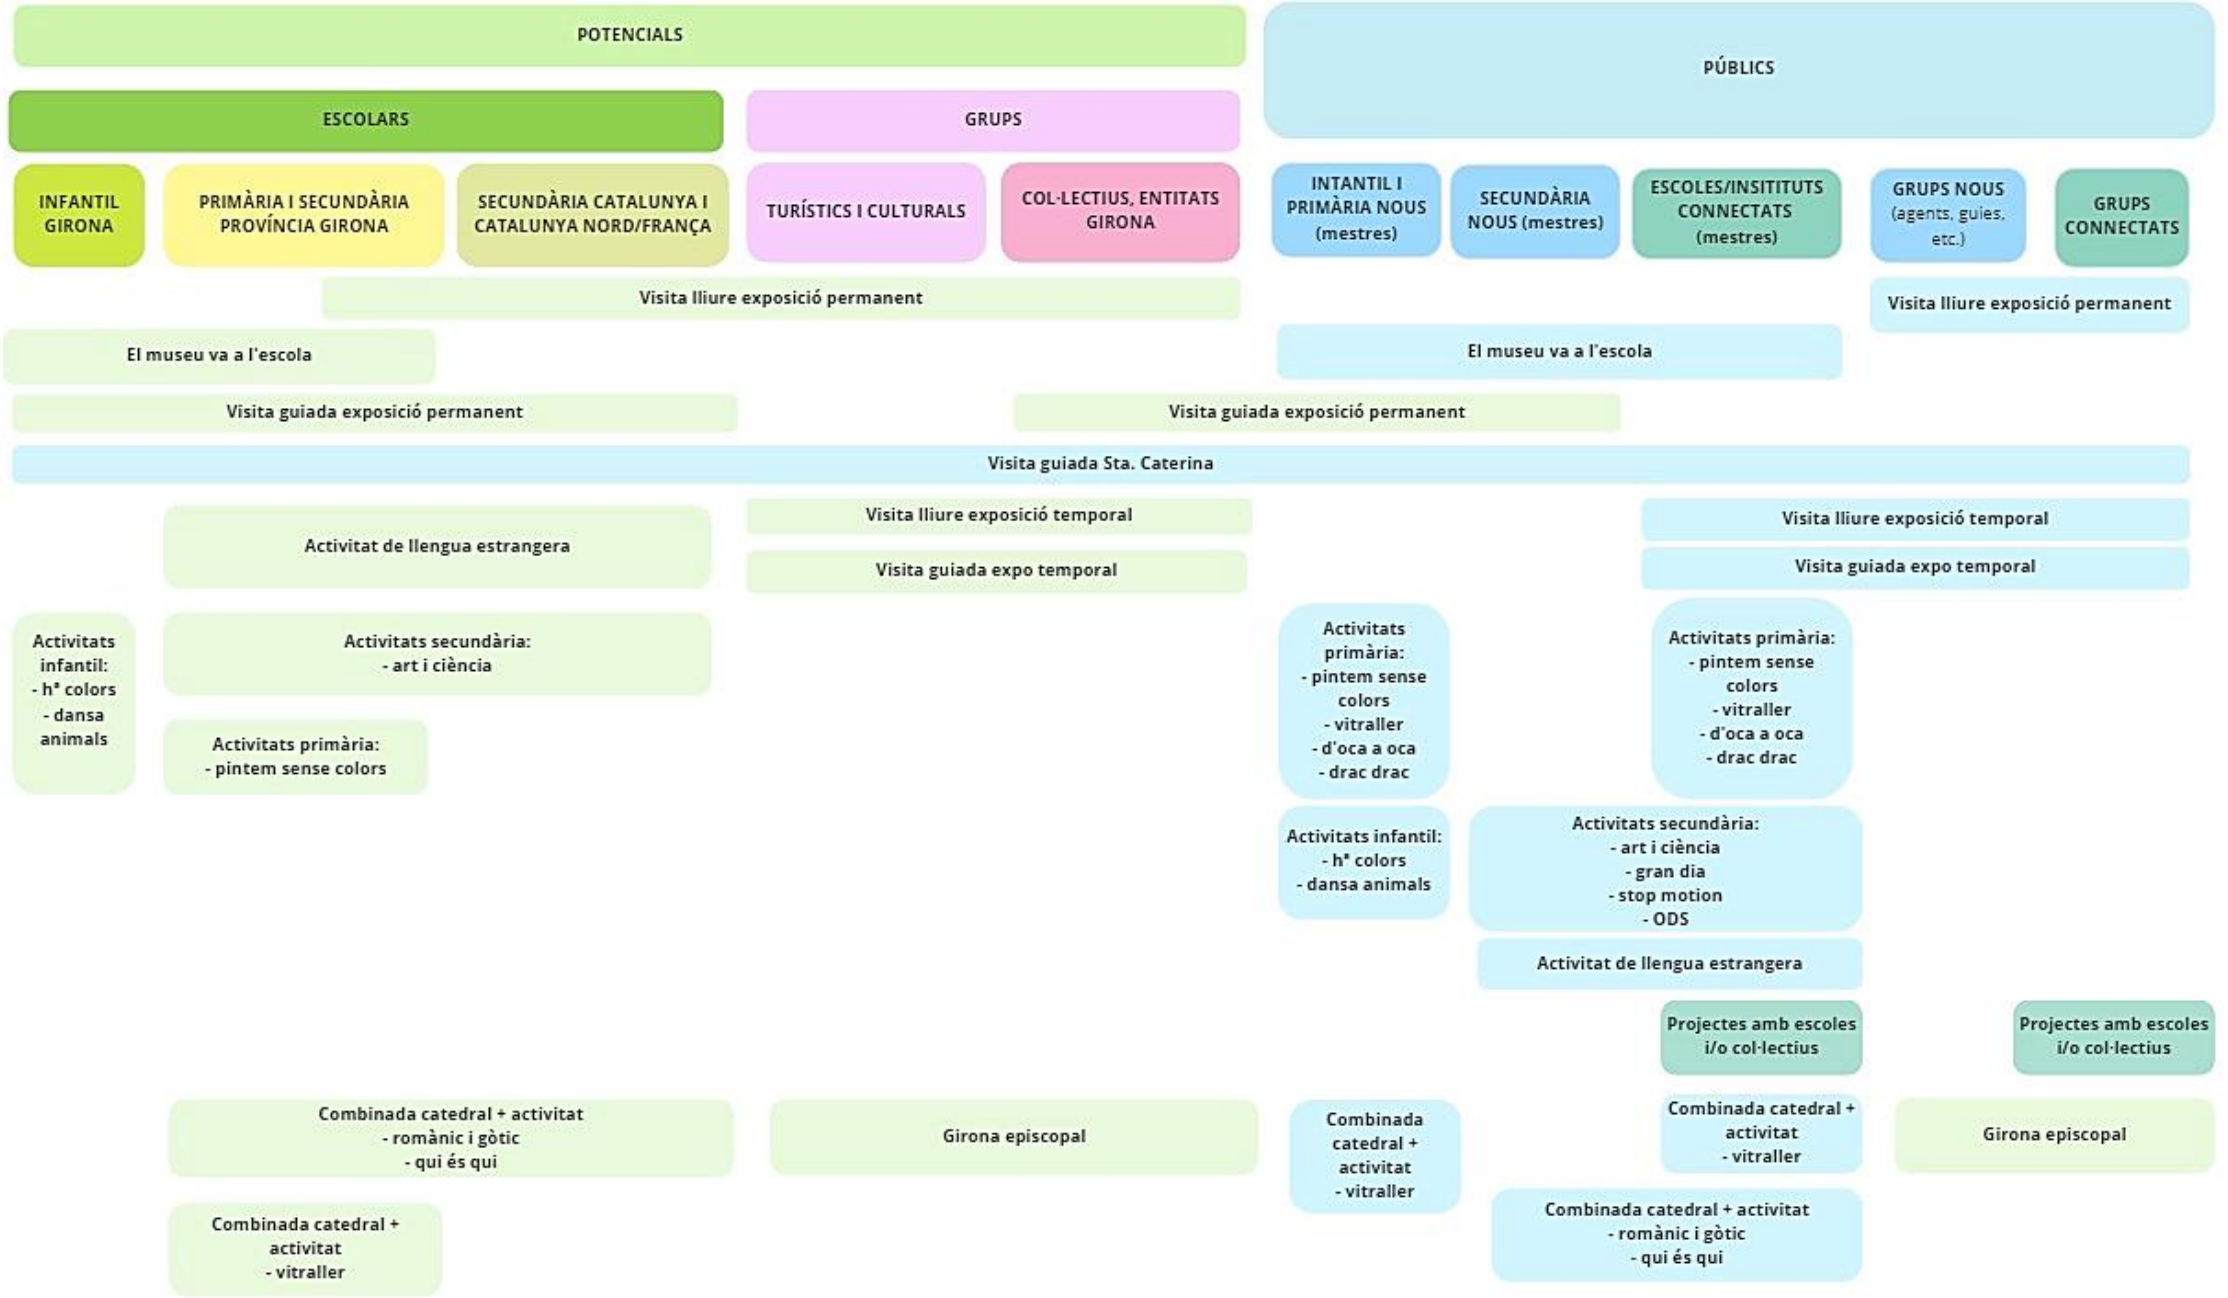 POTENCIALS
PÚBLICS
ESCOLARS
GRUPS
INFANTIL
GIRONA
PRIMÀRIA I SECUNDÀRIA
PROVÍNCIA GIRONA
SECUNDÀRIA CATALUNYA I
CATALUNYA NORD/FRANÇA
TURÍSTICS I CULTURALS
COL·LECTIUS, ENTITATS
GIRONA
INTANTIL I
PRIMÀRIA NOUS
(mestres)
SECUNDÀRIA
NOUS (mestres)
ESCOLES/INSITITUTS
CONNECTATS
(mestres)
GRUPS NOUS
(agents, guies,
etc.)
GRUPS
CONNECTATS
Visita lliure exposició permanent
Visita lliure exposició permanent
El museu va a l'escola
El museu va a l'escola
Visita guiada exposició permanent
Visita guiada exposició permanent
Visita guiada Sta. Caterina
Activitat de llengua estrangera
Visita lliure exposició temporal
Visita lliure exposició temporal
Visita guiada expo temporal
Visita guiada expo temporal
Activitats
infantil:
- hª colors
- dansa
animals
Activitats secundària:
- art i ciència
Activitats primària:
- pintem sense colors
Activitats
primària:
- pintem sense
colors
- vitraller
- d'oca a oca
- drac drac
Activitats primària:
- pintem sense
colors
- vitraller
- d'oca a oca
- drac drac
Activitats infantil:
- hª colors
- dansa animals
Activitats secundària:
- art i ciència
- gran dia
- stop motion
- ODS
Activitat de llengua estrangera
Projectes amb escoles
i/o col·lectius
Projectes amb escoles
i/o col·lectius
Combinada catedral + activitat
- romànic i gòtic
- qui és qui
Girona episcopal
Combinada
catedral +
activitat
- vitraller
Combinada catedral +
activitat
- vitraller
Girona episcopal
Combinada catedral +
activitat
- vitraller
Combinada catedral + activitat
- romànic i gòtic
- qui és qui